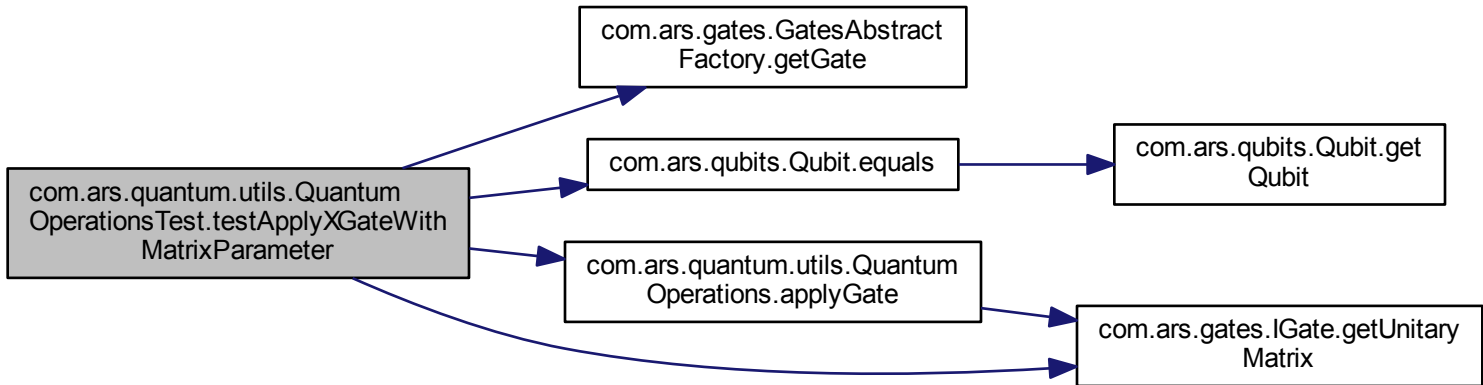 com.ars.gates.GatesAbstract
Factory.getGate
com.ars.qubits.Qubit.equals
com.ars.qubits.Qubit.get
Qubit
com.ars.quantum.utils.Quantum
OperationsTest.testApplyXGateWith
MatrixParameter
com.ars.quantum.utils.Quantum
Operations.applyGate
com.ars.gates.IGate.getUnitary
Matrix